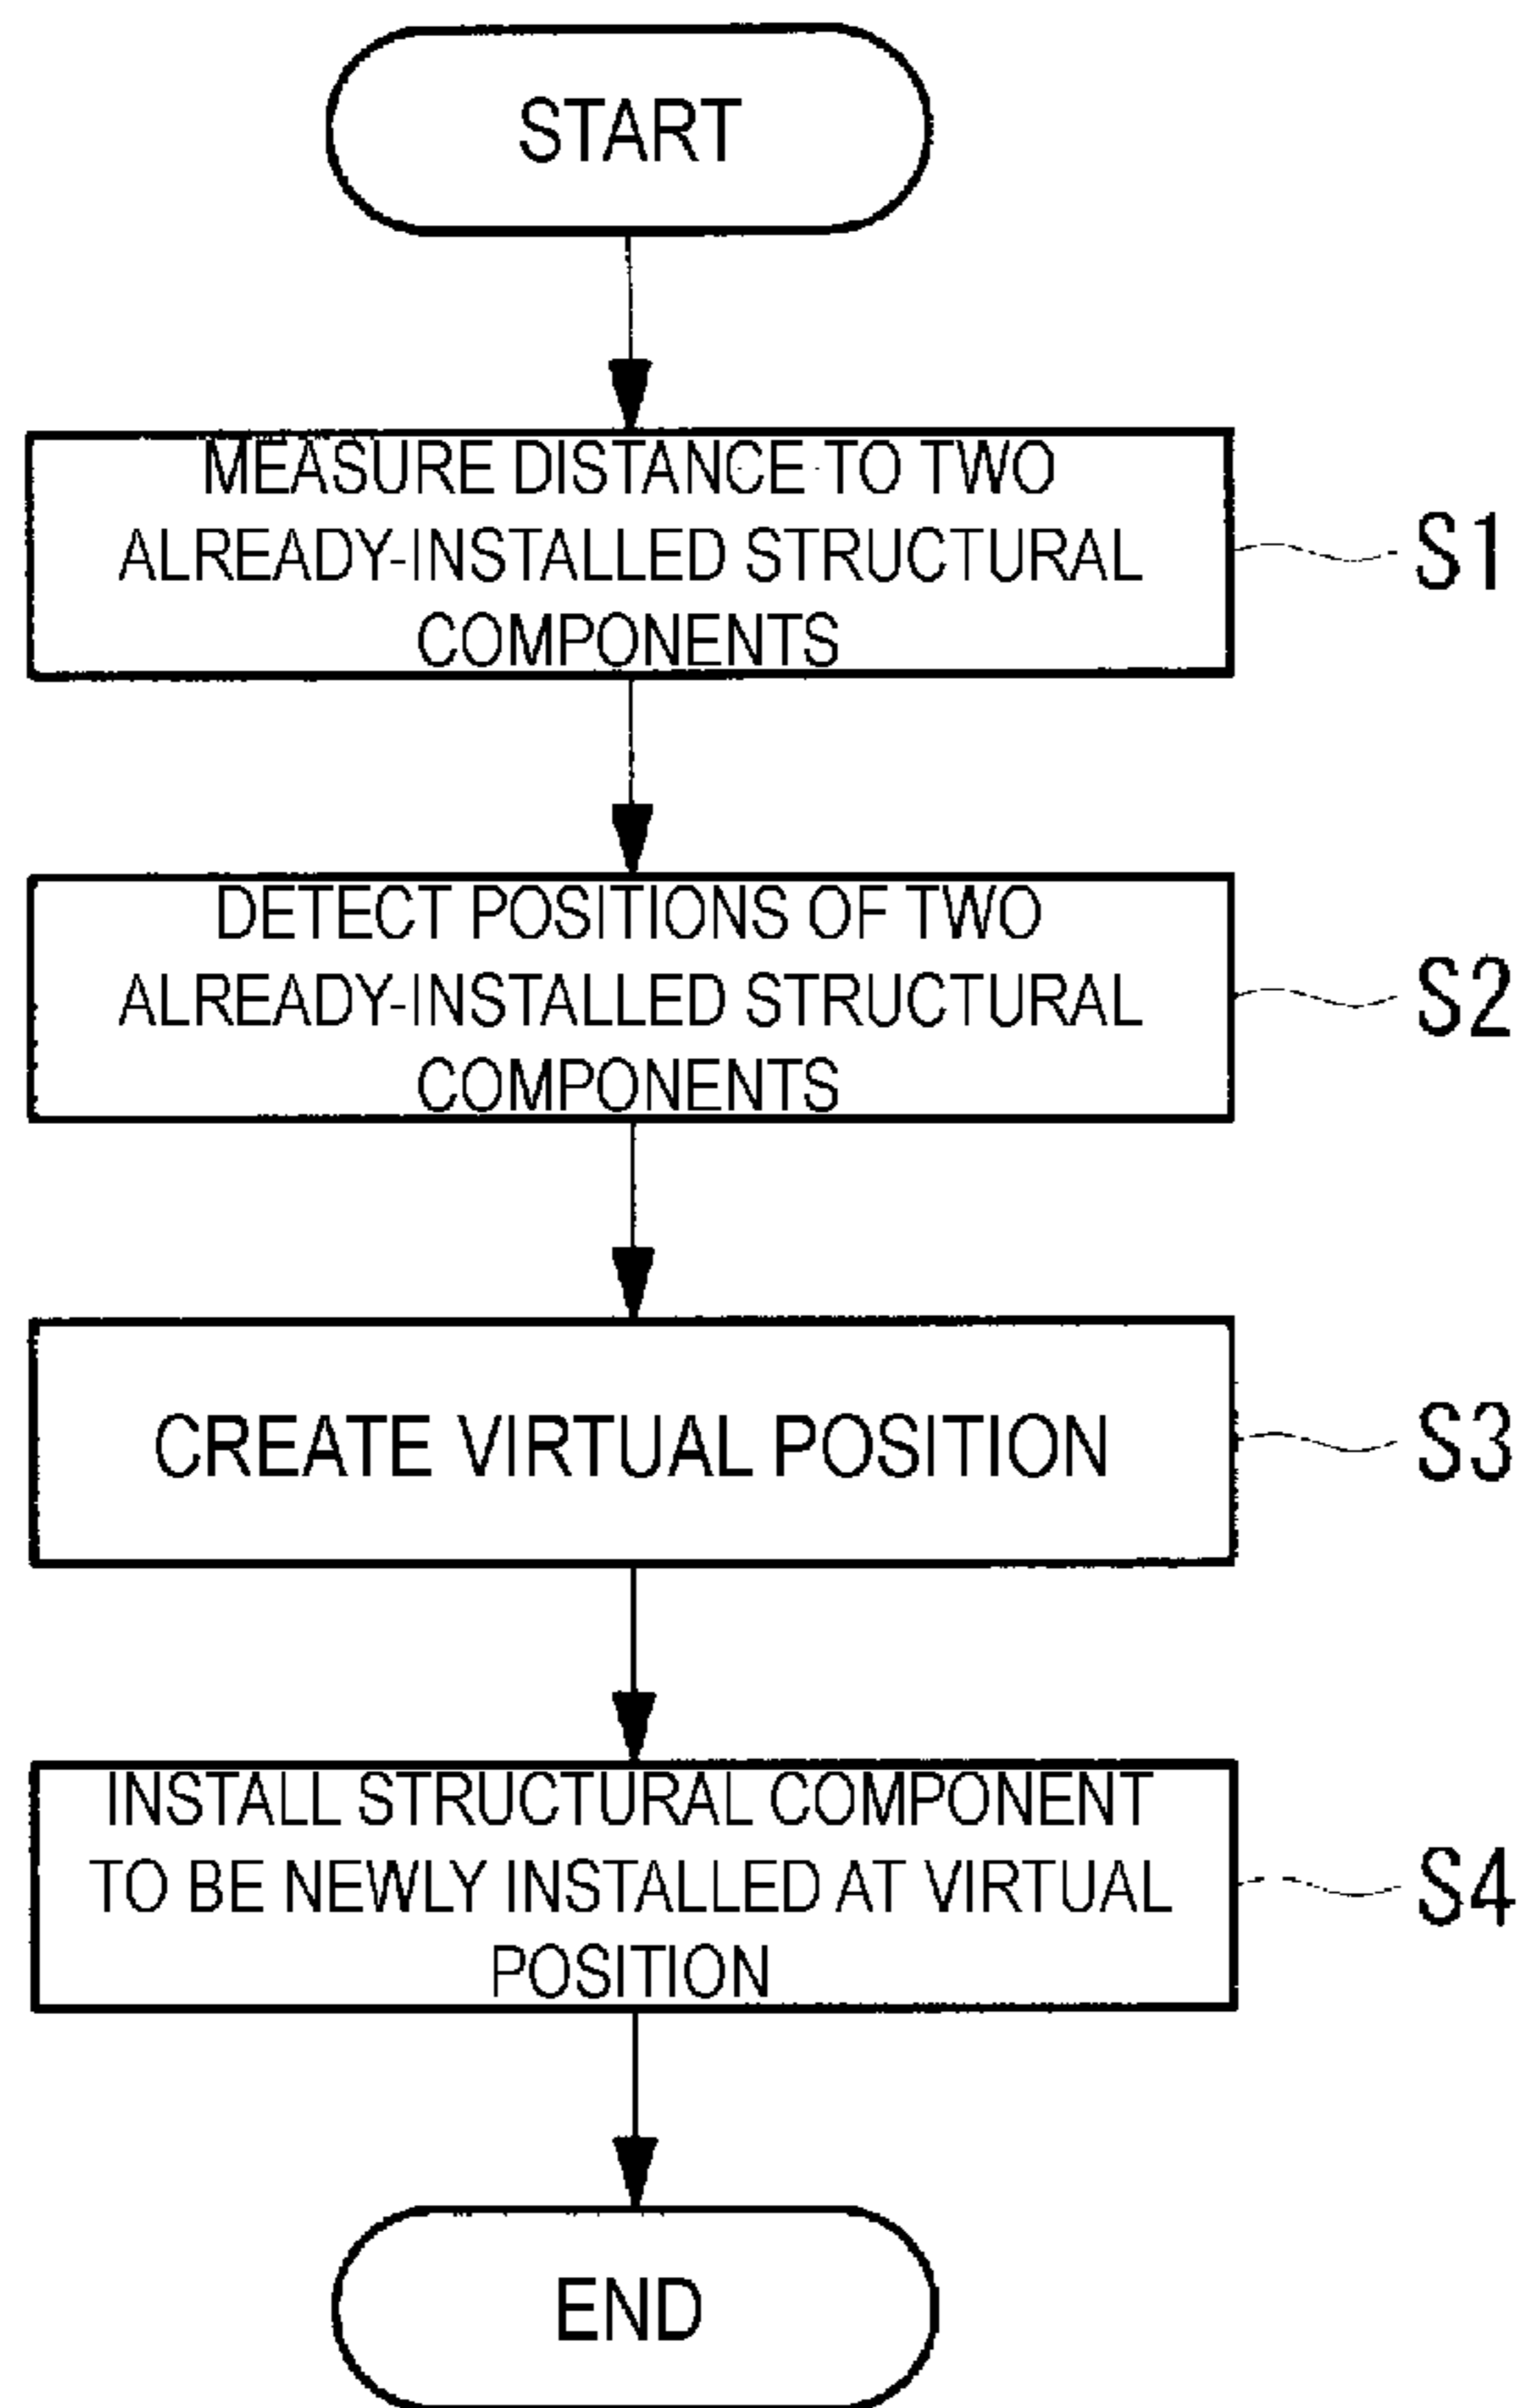 START
MEASURE DISTANCE TO TWO
ALREADY-INSTALLED STRUCTURAL
COMPONENTS
S1
DETECT POSITIONS OF TWO
ALREADY-INSTALLED STRUCTURAL
COMPONENTS
S2
CREATE VIRTUAL POSITION
S3
INSTALL STRUCTURAL COMPONENT
TO BE NEWLY INSTALLED AT VIRTUAL
POSITION
S4
END